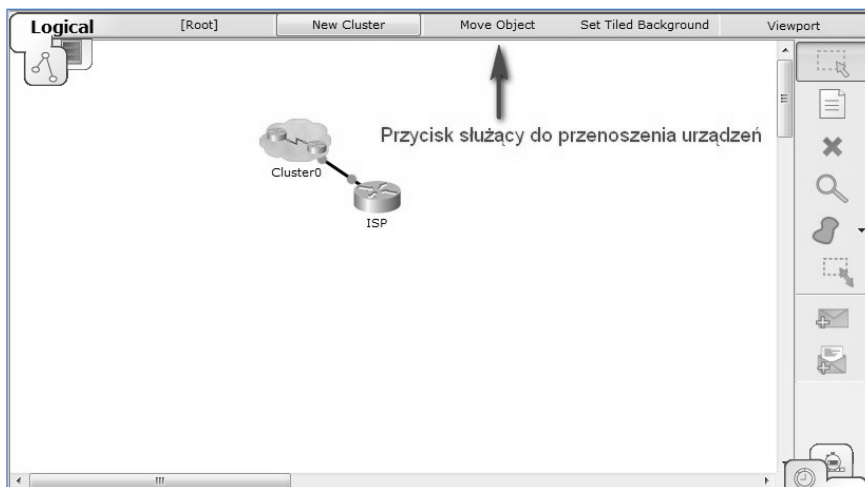 Logical [Root] New Cluster Move Object Set Tiled Background Viewport
Przycisk służący do przenoszenia urządzeń
Cluster0
ISP